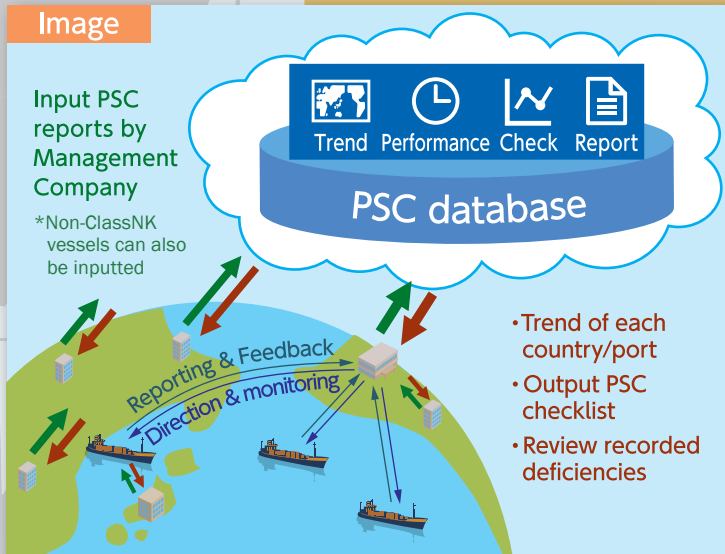 Image
Input PSC
reports by
Management
Company
*Non-ClassNK
vessels can also
be inputted
Trend Performance Check Report
PSC database
Reporting & Feedback
Direction & monitoring
・Trend of each
country/port
・Output PSC
checklist
・Review recorded
deficiencies